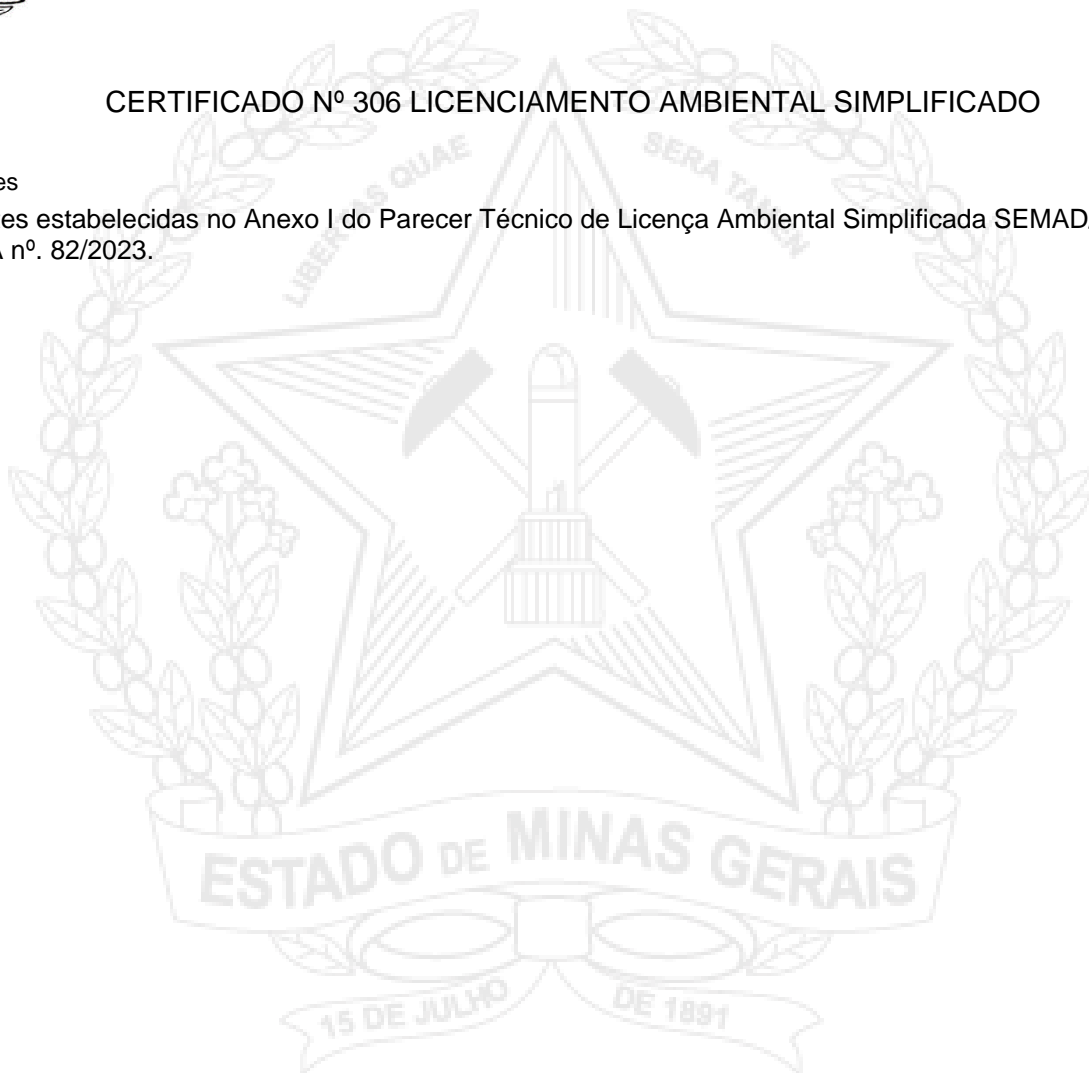 CERTIFICADO Nº 306 LICENCIAMENTO AMBIENTAL SIMPLIFICADO
es
es estabelecidas no Anexo I do Parecer Técnico de Licença Ambiental Simplificada SEMAD
nº. 82/2023.
LIBERTAS QUAE SERA TAMEN
ESTADO DE MINAS GERAIS
15 DE JULHO DE 1891